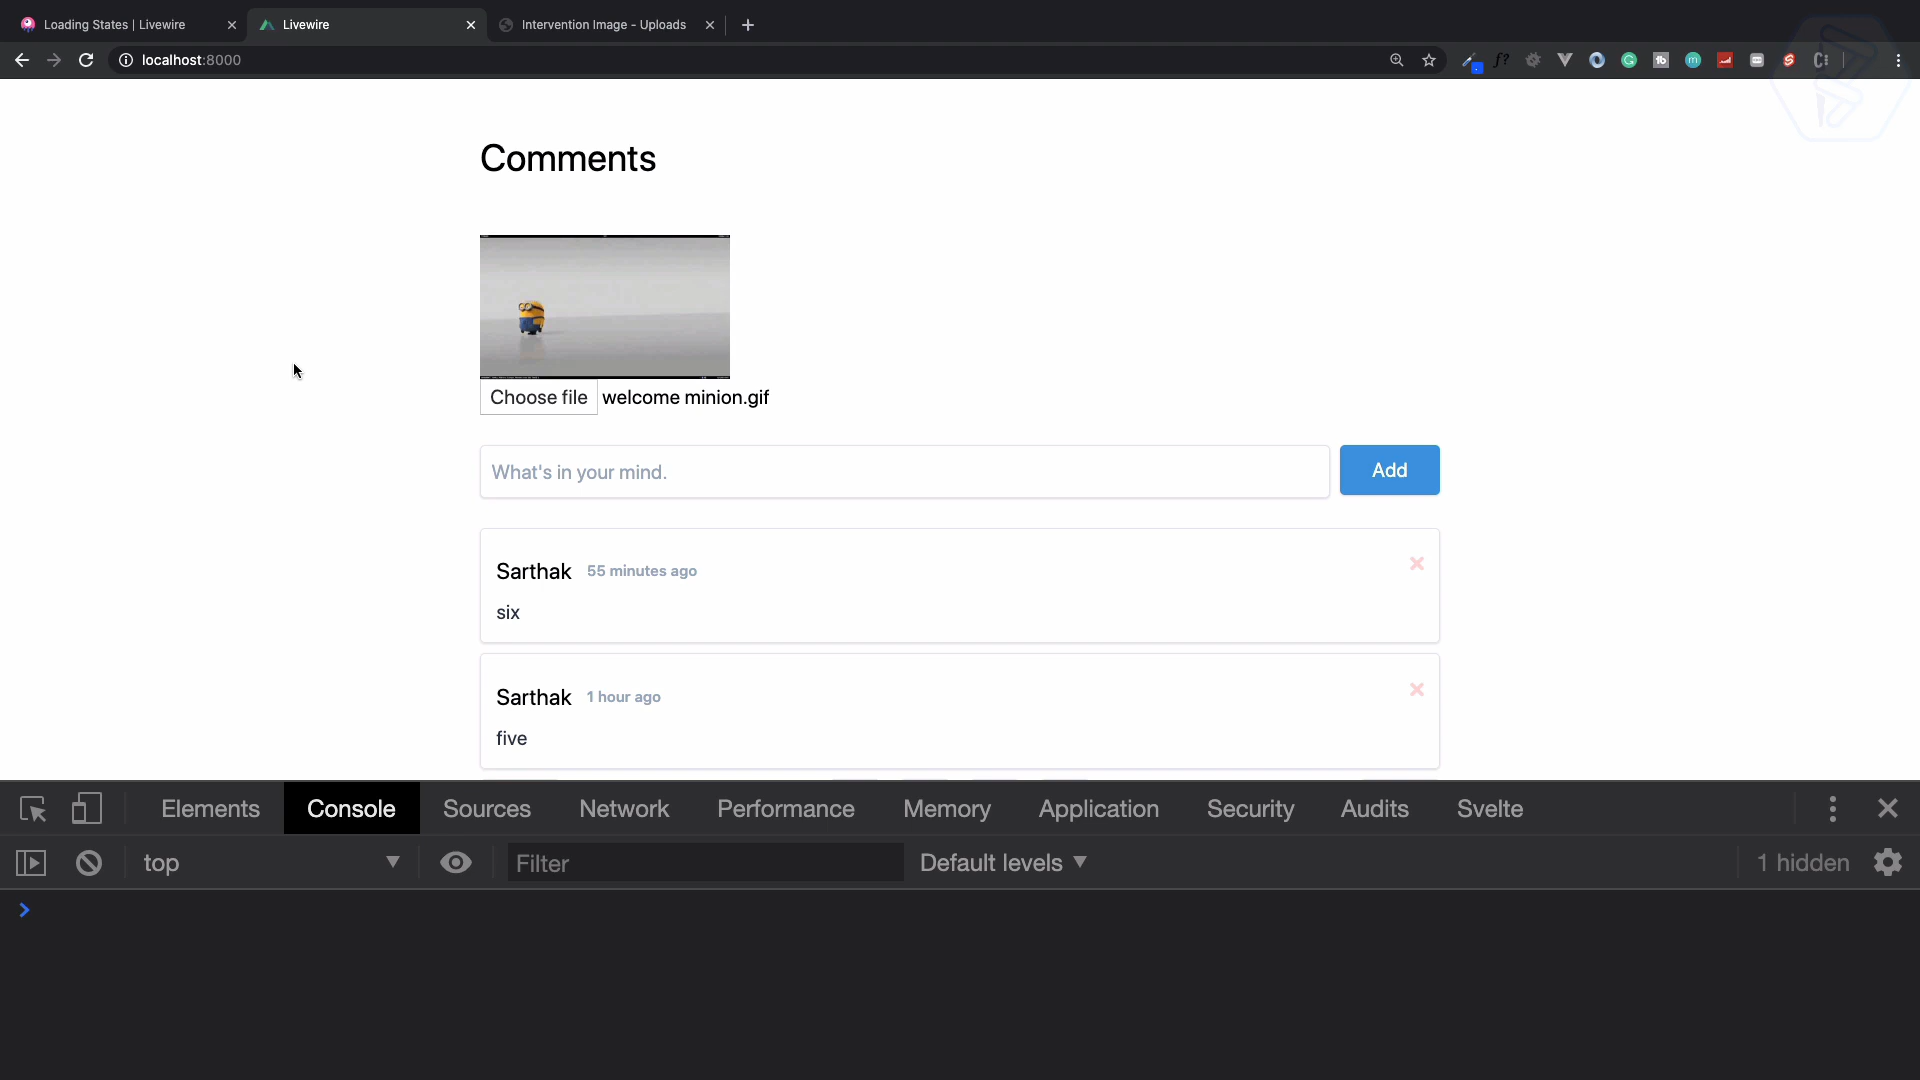 Loading States | Livewire
Livewire
Intervention Image - Uploads
localhost:8000
Comments
Choose file welcome minion.gif
What's in your mind.
Add
Sarthak 55 minutes ago
six
Sarthak 1 hour ago
five
Elements Console Sources Network Performance Memory Application Security Audits Svelte
top Filter Default levels 1 hidden